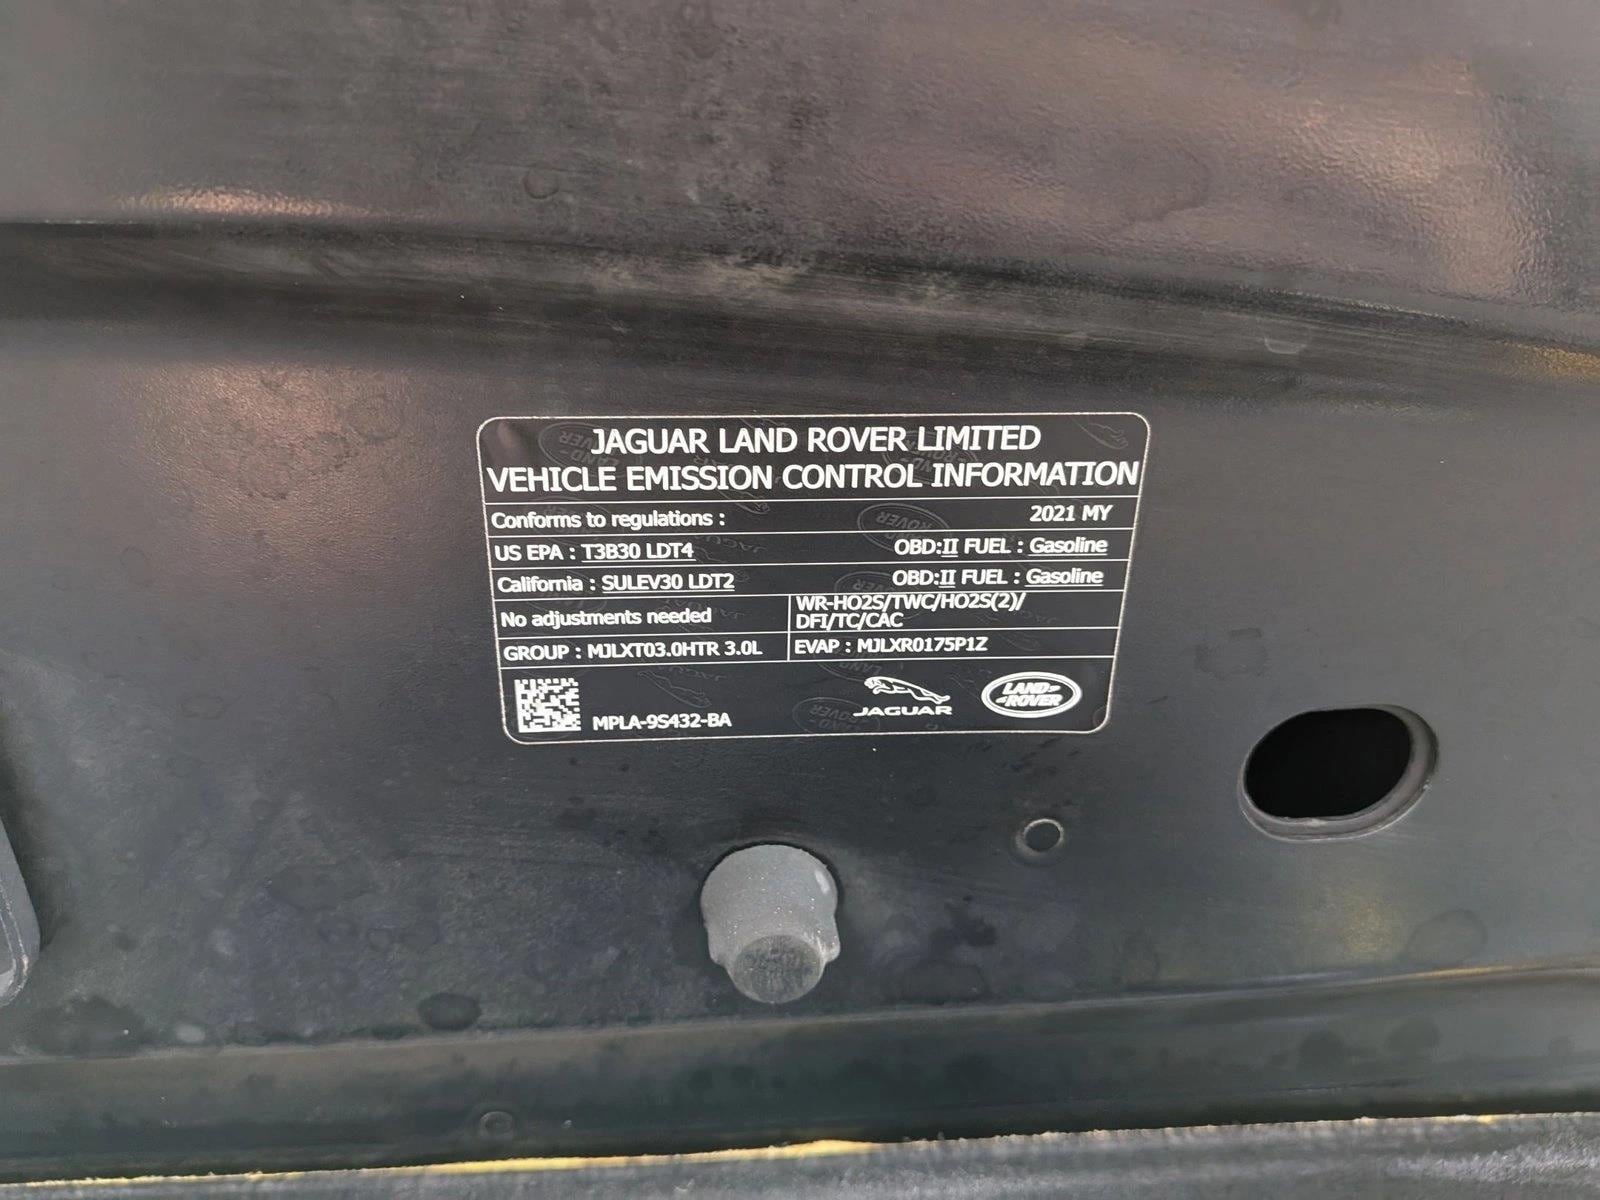 JAGUAR LAND ROVER LIMITED
VEHICLE EMISSION CONTROL INFORMATION
Conforms to regulations : 2021 MY
US EPA : T3B30 LDT4 OBD:II FUEL : Gasoline
California : SULEV30 LDT2 OBD:II FUEL : Gasoline
No adjustments needed
WR-HO2S/TWC/HO2S(2)/
DFI/TC/CAC
GROUP : MJLXT03.0HTR 3.0L EVAP : MJLXR0175P1Z
MPLA-9S432-BA
JAGUAR
LAND
ROVER